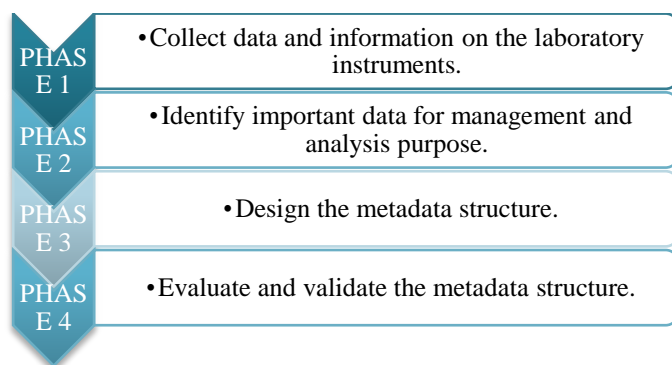 PHAS
E 1
•Collect data and information on the laboratory
instruments.
PHAS
E 2
•Identify important data for management and
analysis purpose.
PHAS
E 3
•Design the metadata structure.
PHAS
E 4
•Evaluate and validate the metadata structure.